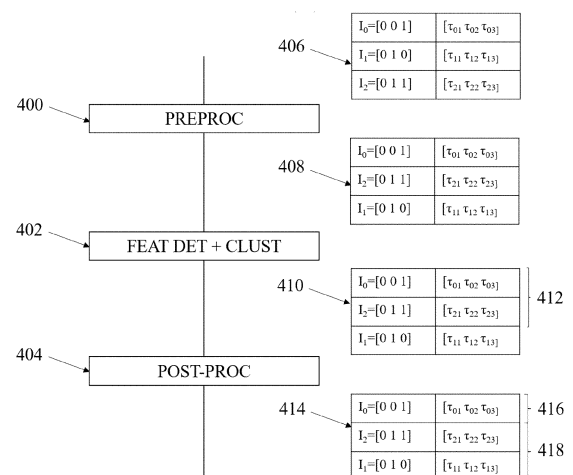 406
I₀=[0 0 1] [τ₀₁ τ₀₂ τ₀₃]
I₁=[0 1 0] [τ₁₁ τ₁₂ τ₁₃]
I₂=[0 1 1] [τ₂₁ τ₂₂ τ₂₃]
400
PREPROC
408
I₀=[0 0 1] [τ₀₁ τ₀₂ τ₀₃]
I₂=[0 1 1] [τ₂₁ τ₂₂ τ₂₃]
I₁=[0 1 0] [τ₁₁ τ₁₂ τ₁₃]
402
FEAT DET + CLUST
410
I₀=[0 0 1] [τ₀₁ τ₀₂ τ₀₃]
I₂=[0 1 1] [τ₂₁ τ₂₂ τ₂₃]
I₁=[0 1 0] [τ₁₁ τ₁₂ τ₁₃]
412
404
POST-PROC
414
I₀=[0 0 1] [τ₀₁ τ₀₂ τ₀₃]
I₂=[0 1 1] [τ₂₁ τ₂₂ τ₂₃]
I₁=[0 1 0] [τ₁₁ τ₁₂ τ₁₃]
416
418